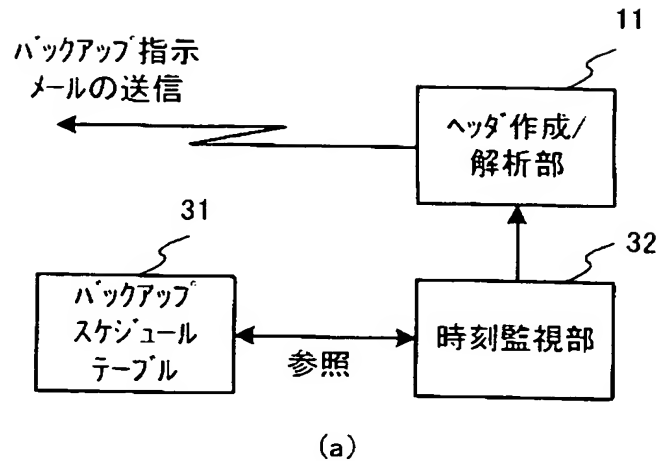 11
バックアップ指示
メールの送信
ヘッダ作成/
解析部
31
32
バックアップ
スケジュール
テーブル
参照
時刻監視部
(a)